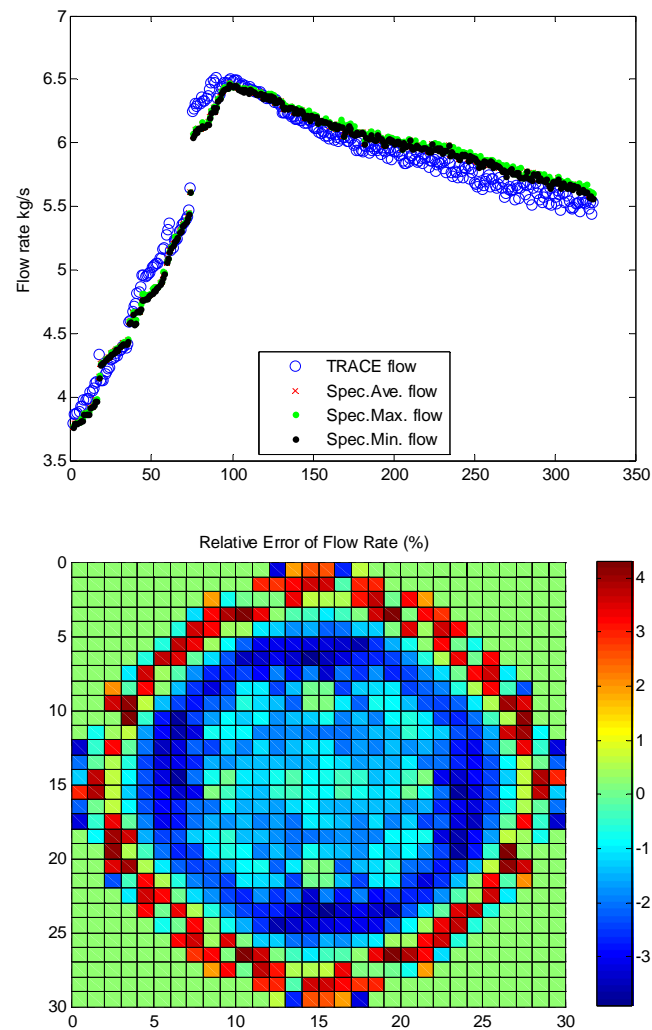 7
6.5
6
5.5
5
4.5
4
3.5
Flow rate kg/s
TRACE flow
Spec.Ave. flow
Spec.Max. flow
Spec.Min. flow
0 50 100 150 200 250 300 350
Relative Error of Flow Rate (%)
0
5
10
15
20
25
30
0 5 10 15 20 25 30
4
3
2
1
0
-1
-2
-3